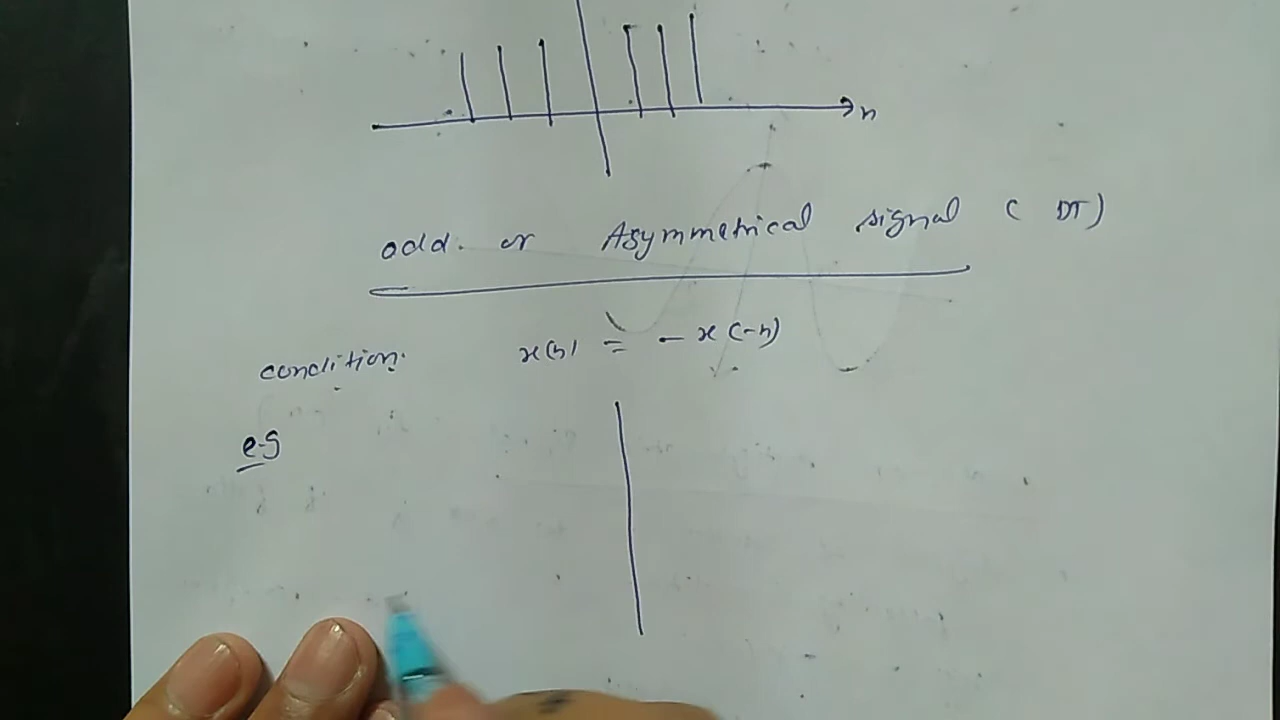 n
odd. or Asymmetrical signal ( DT)
condition. x(n) = - x(-n)
e.g